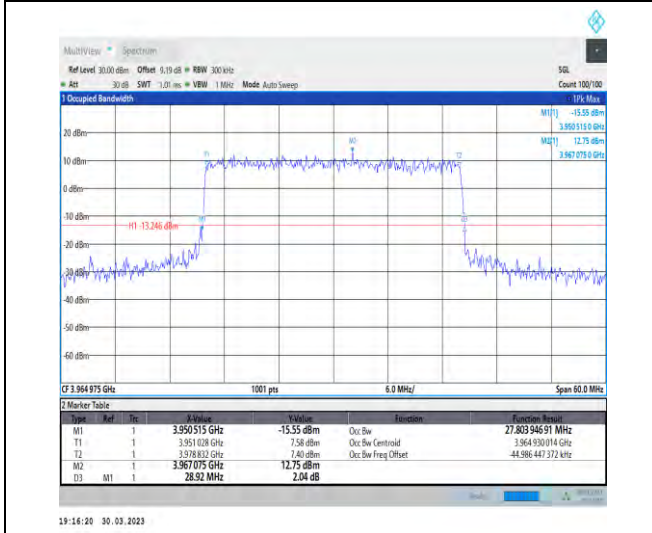 MultiView Spectrum
Ref Level 30.00 dBm Offset 9.19 dB RBW 300 kHz SGL
Att 30 dB SWT 1.01 ms VBW 1 MHz Mode Auto Sweep Count 100/100
1 Occupied Bandwidth 1Pk Max
M1[1] -15.55 dBm
3.950 515 0 GHz
20 dBm M2[1] 12.75 dBm
3.967 075 0 GHz
M2
T1 T2
10 dBm
0 dBm
-10 dBm
M1 D3
H1 -13.246 dBm
-20 dBm
-30 dBm
-40 dBm
-50 dBm
-60 dBm
CF 3.964 975 GHz 1001 pts 6.0 MHz/ Span 60.0 MHz
2 Marker Table
Type Ref Trc X-Value Y-Value Function Function Result
M1 1 3.950 515 GHz -15.55 dBm Occ Bw 27.803 946 91 MHz
T1 1 3.951 028 GHz 7.58 dBm Occ Bw Centroid 3.964 930 014 GHz
T2 1 3.978 832 GHz 7.40 dBm Occ Bw Freq Offset -44.986 447 372 kHz
M2 1 3.967 075 GHz 12.75 dBm
D3 M1 1 28.92 MHz 2.04 dB
19:16:20 30.03.2023